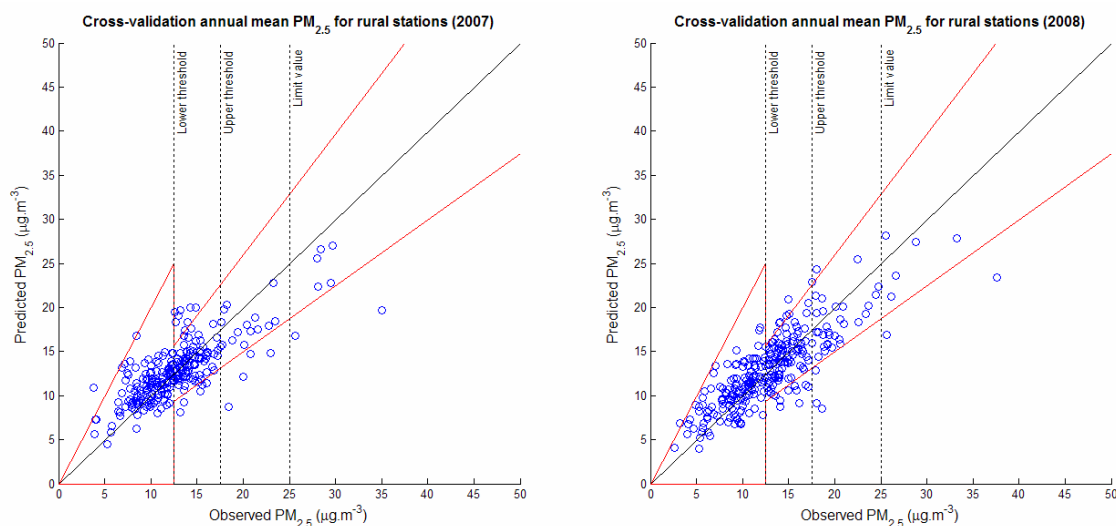 Cross-validation annual mean PM2.5 for rural stations (2007)
50
45
40
35
30
25
20
15
10
5
0
Predicted PM2.5 (µg.m-3)
Lower threshold
Upper threshold
Limit value
0 5 10 15 20 25 30 35 40 45 50
Observed PM2.5 (µg.m-3)
Cross-validation annual mean PM2.5 for rural stations (2008)
50
45
40
35
30
25
20
15
10
5
0
Predicted PM2.5 (µg.m-3)
Lower threshold
Upper threshold
Limit value
0 5 10 15 20 25 30 35 40 45 50
Observed PM2.5 (µg.m-3)